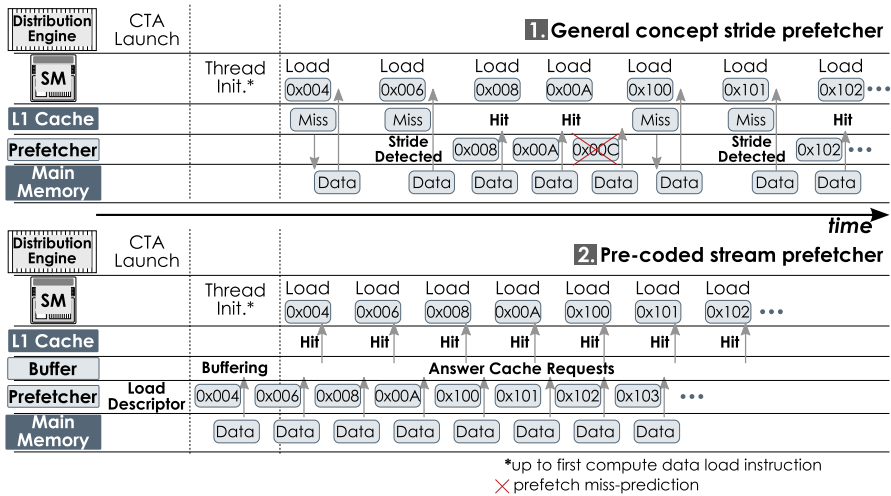 Distribution Engine CTA Launch
1. General concept stride prefetcher
SM Thread Init.* Load 0x004 Load 0x006 Load 0x008 Load 0x00A Load 0x100 Load 0x101 Load 0x102 •••
L1 Cache Miss Miss Hit Hit Miss Miss Hit
Prefetcher Stride Detected 0x008 0x00A 0x00C Stride Detected 0x102 •••
Main Memory Data Data Data Data Data Data Data Data
time
Distribution Engine CTA Launch
2. Pre-coded stream prefetcher
SM Thread Init.* Load 0x004 Load 0x006 Load 0x008 Load 0x00A Load 0x100 Load 0x101 Load 0x102 •••
L1 Cache Hit Hit Hit Hit Hit Hit Hit
Buffer Buffering Answer Cache Requests
Prefetcher Load Descriptor 0x004 0x006 0x008 0x00A 0x100 0x101 0x102 0x103 •••
Main Memory Data Data Data Data Data Data Data Data
*up to first compute data load instruction
prefetch miss-prediction